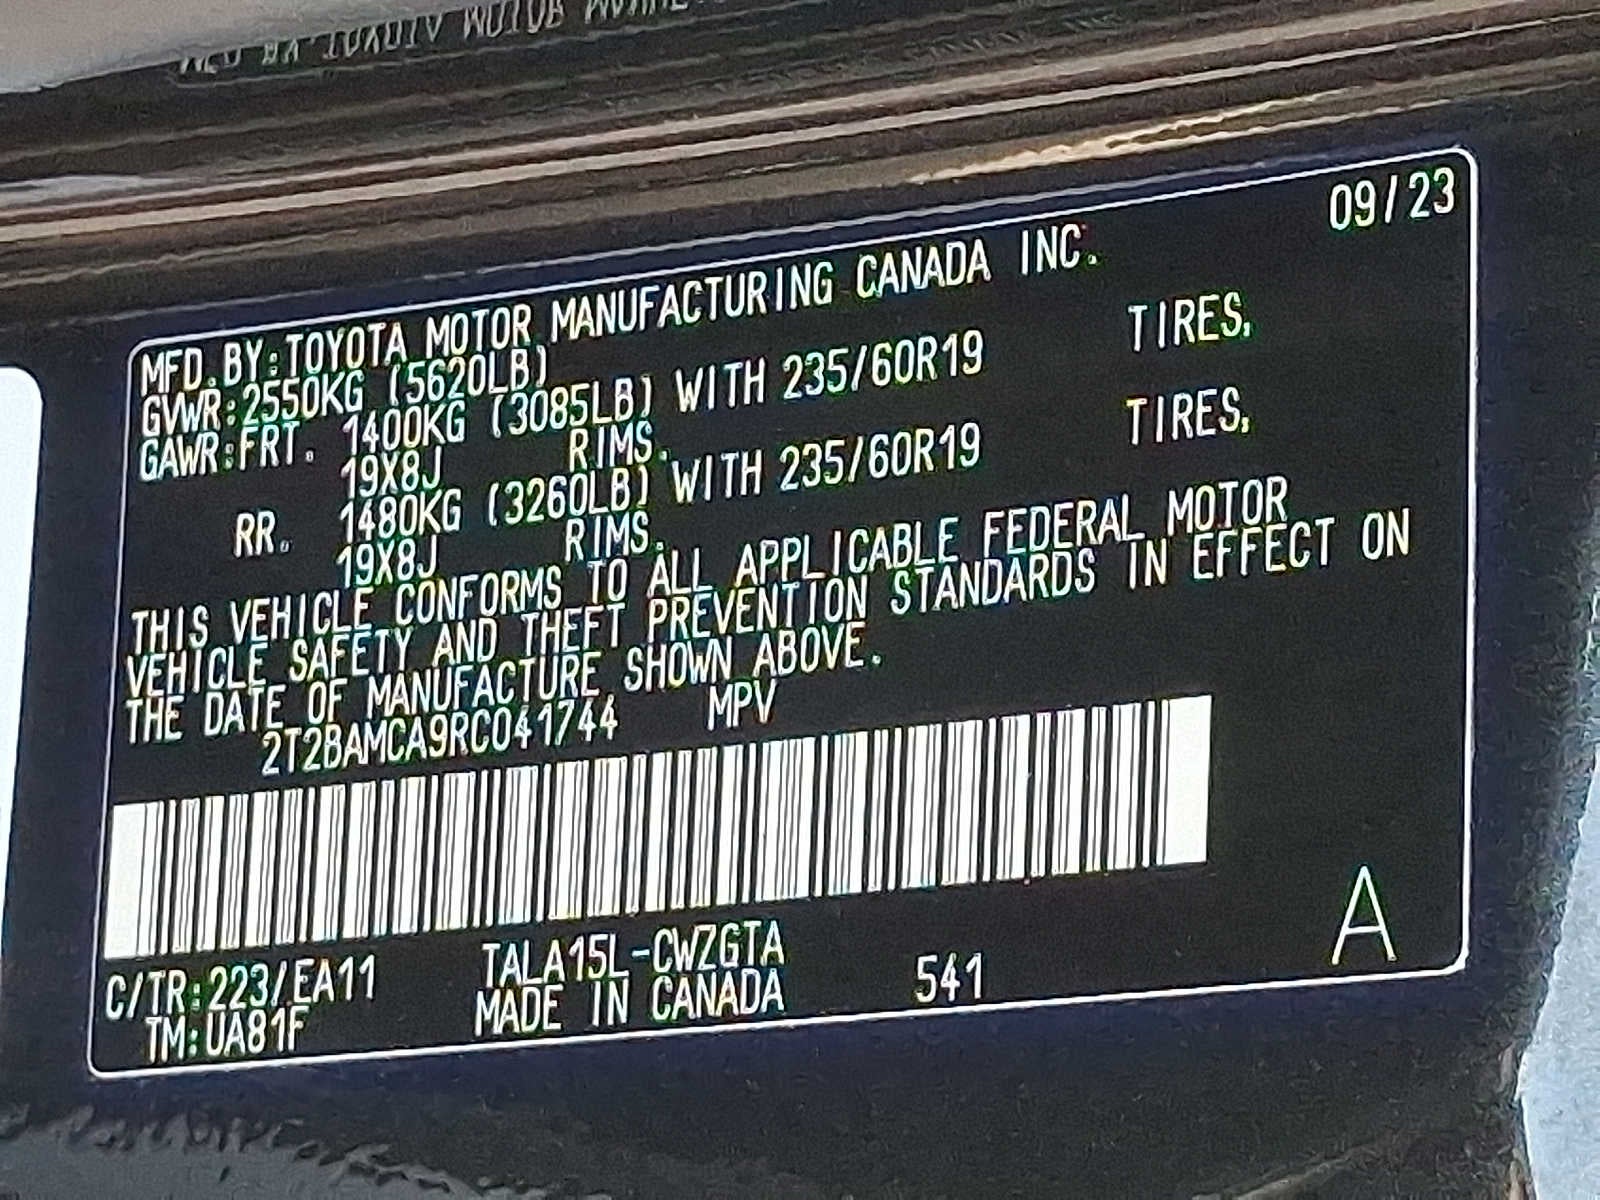 09/23
MFD.BY:TOYOTA MOTOR MANUFACTURING CANADA INC.
GVWR:2550KG (5620LB)
GAWR:FRT. 1400KG (3085LB) WITH 235/60R19 TIRES,
19X8J RIMS.
RR. 1480KG (3260LB) WITH 235/60R19 TIRES,
19X8J RIMS.
THIS VEHICLE CONFORMS TO ALL APPLICABLE FEDERAL MOTOR
VEHICLE SAFETY AND THEFT PREVENTION STANDARDS IN EFFECT ON
THE DATE OF MANUFACTURE SHOWN ABOVE.
2T2BAMCA9RC041744 MPV
C/TR:223/EA11 TALA15L-CWZGTA 541 A
TM:UA81F MADE IN CANADA